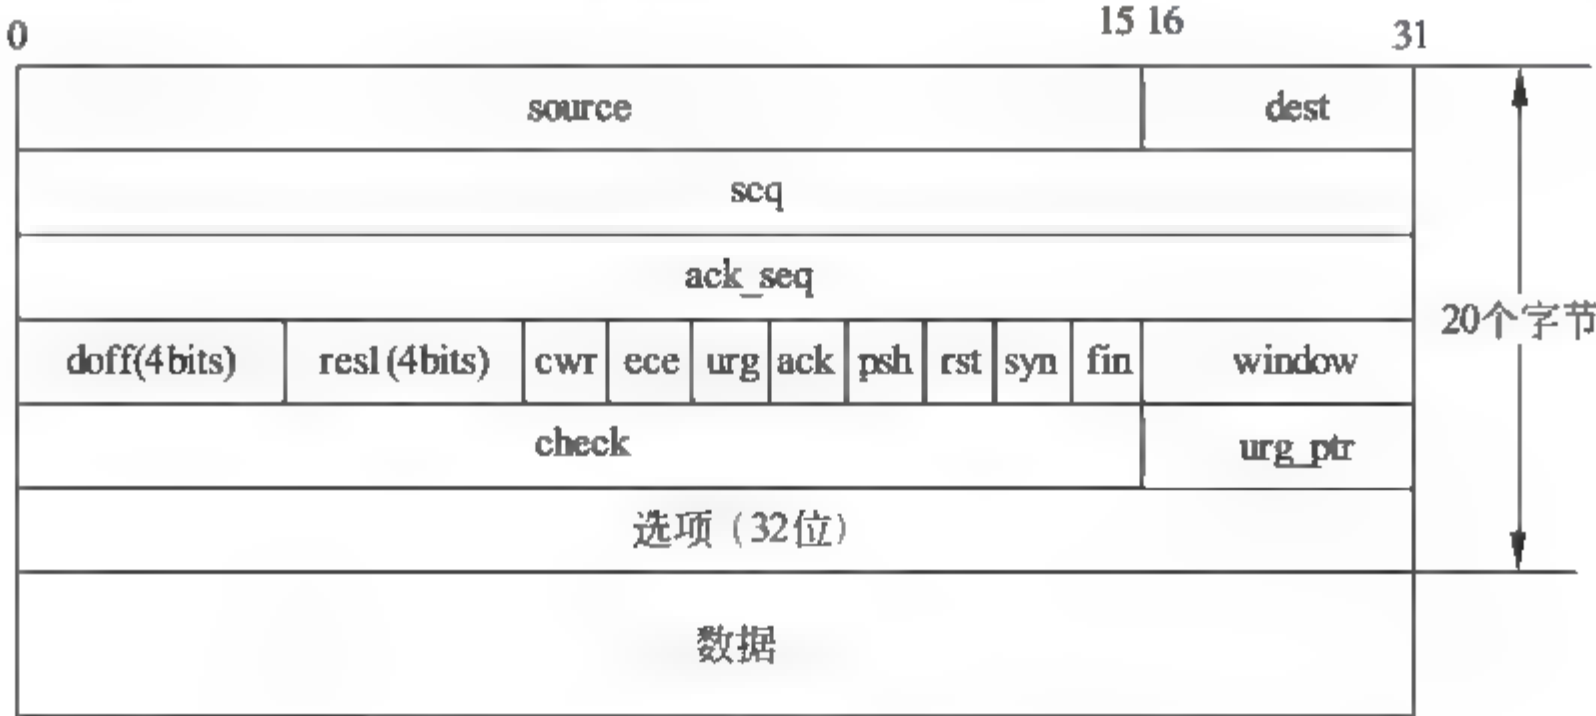 0 15 16 31
source dest
seq
ack_seq
20个字节
doff(4bits) res1(4bits) cwr ece urg ack psh rst syn fin window
check urg_ptr
选项（32位）
数据